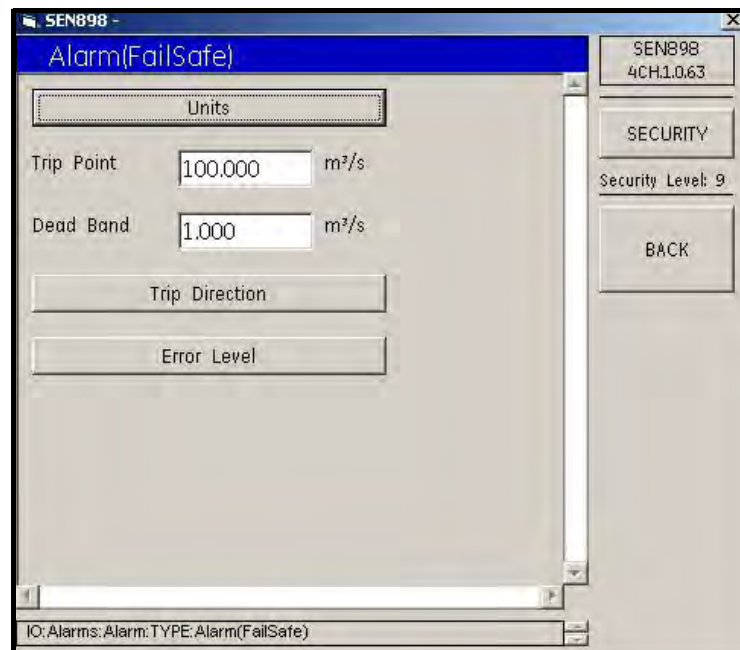 SEN898 -
Alarm(FailSafe)
SEN898
4CH.1.0.63
Units
SECURITY
Trip Point 100.000 m³/s
Security Level: 9
Dead Band 1.000 m³/s
BACK
Trip Direction
Error Level
IO:Alarms:Alarm:TYPE:Alarm(FailSafe)